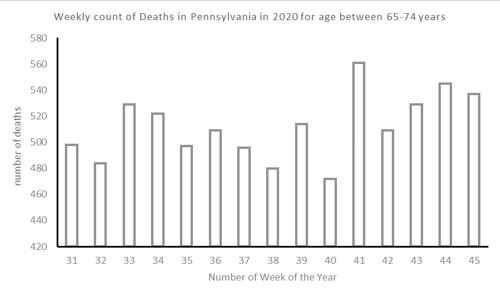 Weekly count of Deaths in Pennsylvania in 2020 for age between 65-74 years
number of deaths
580
560
540
520
500
480
460
440
420
31 32 33 34 35 36 37 38 39 40 41 42 43 44 45
Number of Week of the Year